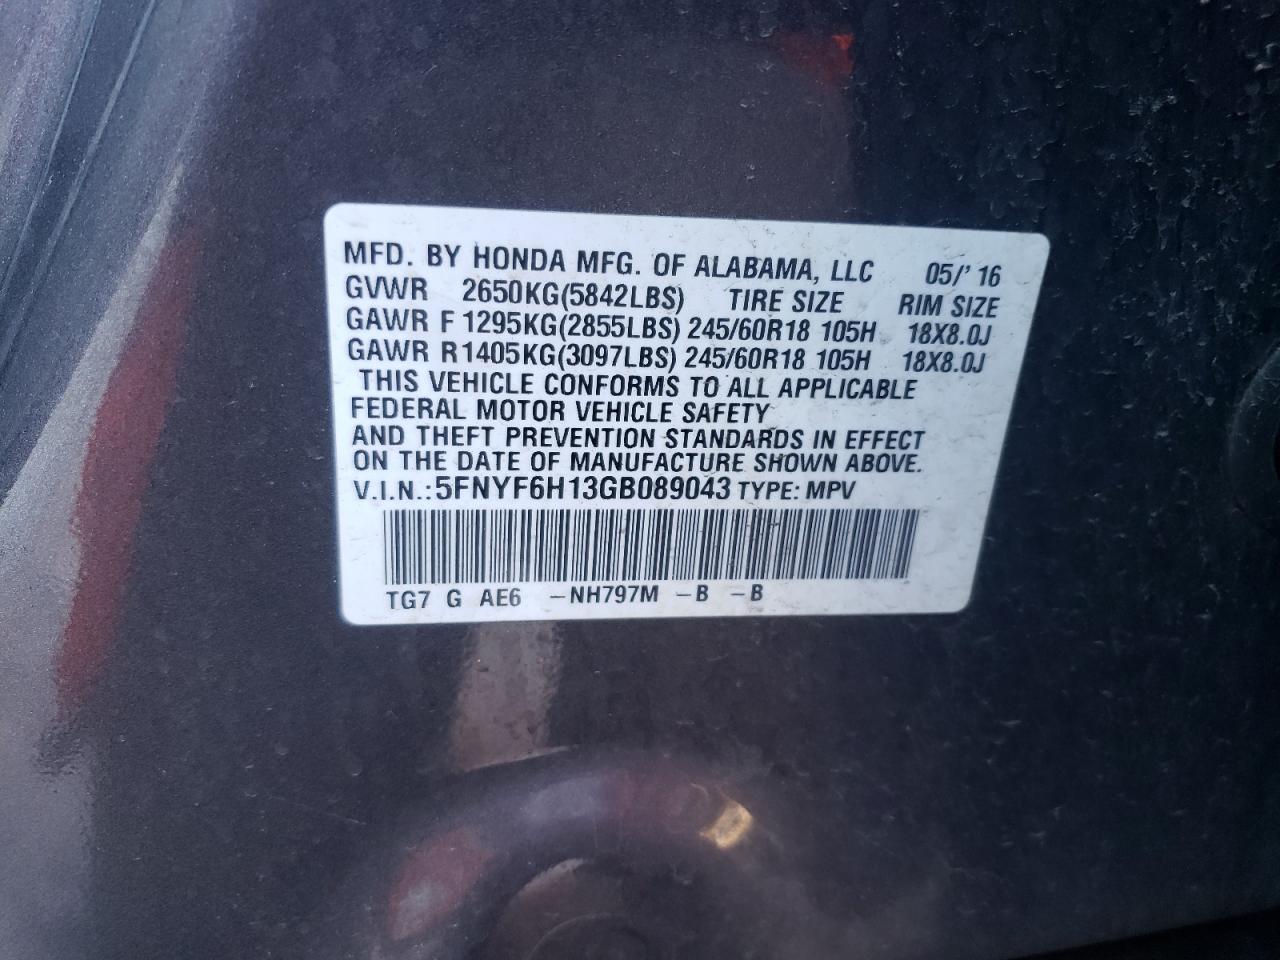 MFD. BY HONDA MFG. OF ALABAMA, LLC 05/' 16
GVWR 2650KG(5842LBS) TIRE SIZE RIM SIZE
GAWR F 1295KG(2855LBS) 245/60R18 105H 18X8.0J
GAWR R1405KG(3097LBS) 245/60R18 105H 18X8.0J
THIS VEHICLE CONFORMS TO ALL APPLICABLE
FEDERAL MOTOR VEHICLE SAFETY
AND THEFT PREVENTION STANDARDS IN EFFECT
ON THE DATE OF MANUFACTURE SHOWN ABOVE.
V.I.N.: 5FNYF6H13GB089043 TYPE: MPV
TG7 G AE6 -NH797M -B -B